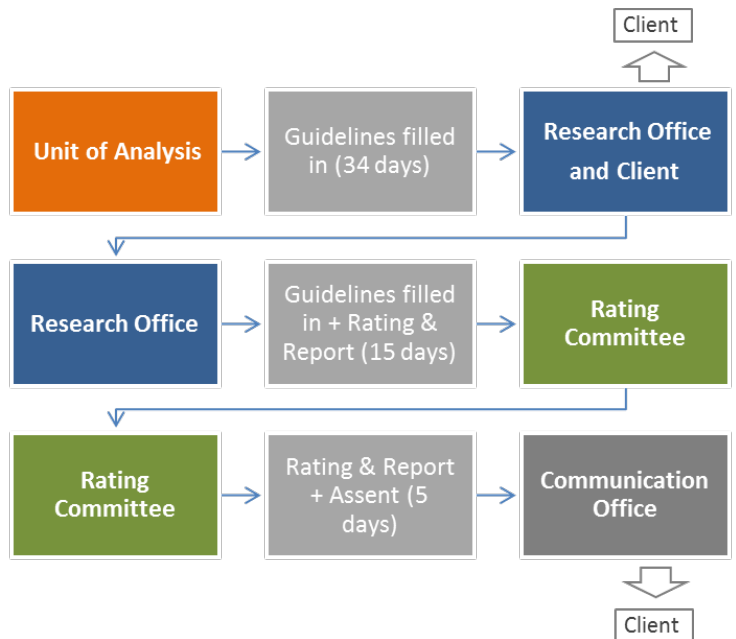 Client
Unit of Analysis
Guidelines filled
in (34 days)
Research Office
and Client
Research Office
Guidelines filled
in + Rating &
Report (15 days)
Rating
Committee
Rating
Committee
Rating & Report
+ Assent (5
days)
Communication
Office
Client